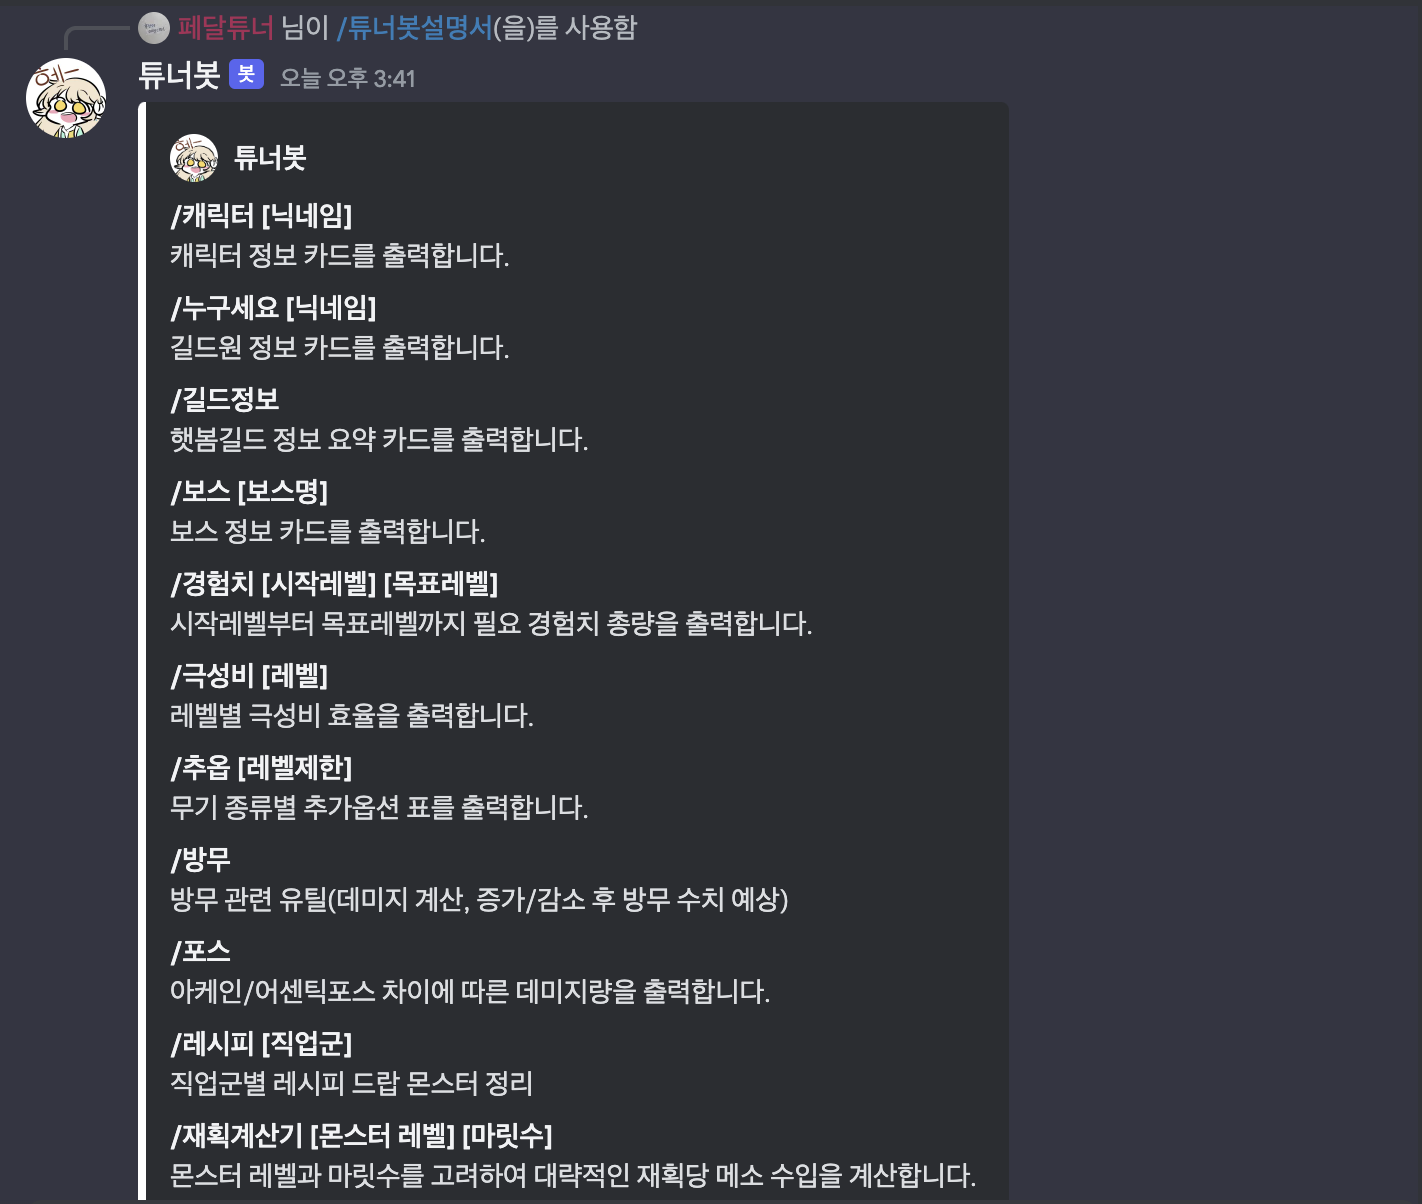 페달튜너 님이 /튜너봇설명서(을)를 사용함
튜너봇 봇 오늘 오후 3:41
튜너봇
/캐릭터 [닉네임]
캐릭터 정보 카드를 출력합니다.
/누구세요 [닉네임]
길드원 정보 카드를 출력합니다.
/길드정보
햇봄길드 정보 요약 카드를 출력합니다.
/보스 [보스명]
보스 정보 카드를 출력합니다.
/경험치 [시작레벨] [목표레벨]
시작레벨부터 목표레벨까지 필요 경험치 총량을 출력합니다.
/극성비 [레벨]
레벨별 극성비 효율을 출력합니다.
/추옵 [레벨제한]
무기 종류별 추가옵션 표를 출력합니다.
/방무
방무 관련 유틸(데미지 계산, 증가/감소 후 방무 수치 예상)
/포스
아케인/어센틱포스 차이에 따른 데미지량을 출력합니다.
/레시피 [직업군]
직업군별 레시피 드랍 몬스터 정리
/재획계산기 [몬스터 레벨] [마릿수]
몬스터 레벨과 마릿수를 고려하여 대략적인 재획당 메소 수입을 계산합니다.